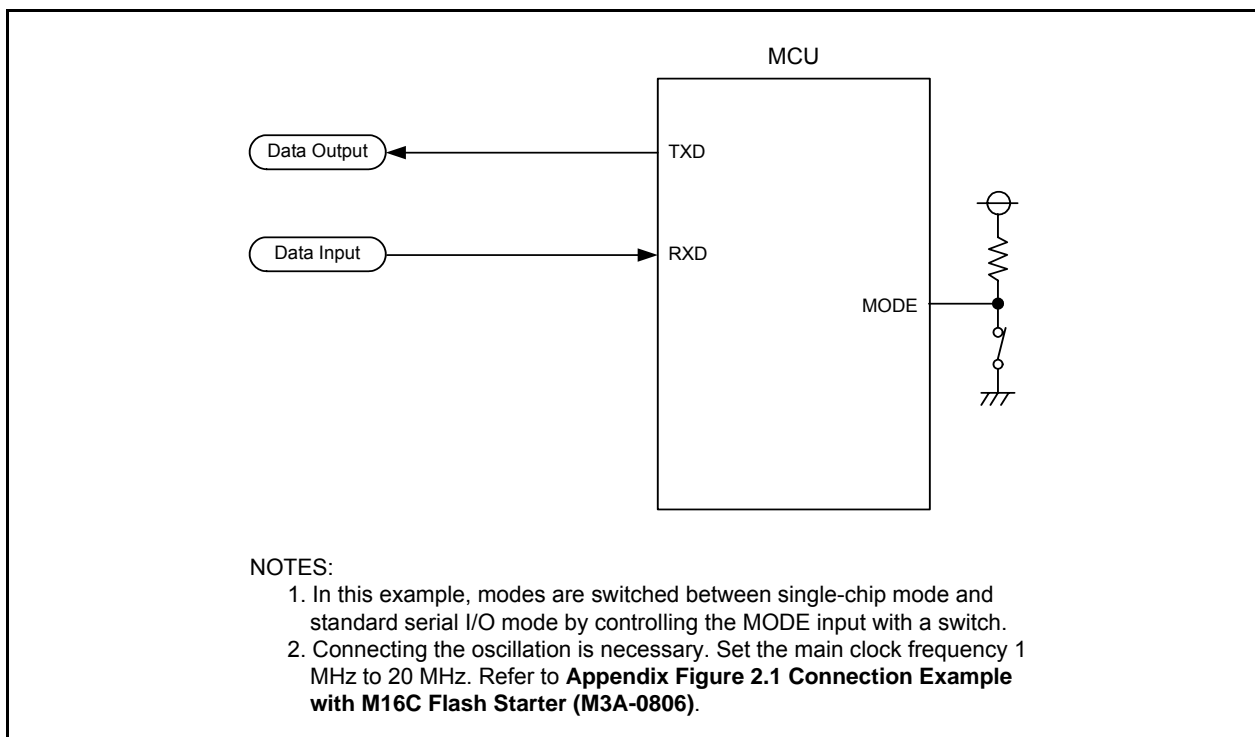 MCU
Data Output
TXD
Data Input
RXD
MODE
NOTES:
1. In this example, modes are switched between single-chip mode and
standard serial I/O mode by controlling the MODE input with a switch.
2. Connecting the oscillation is necessary. Set the main clock frequency 1
MHz to 20 MHz. Refer to Appendix Figure 2.1 Connection Example
with M16C Flash Starter (M3A-0806).